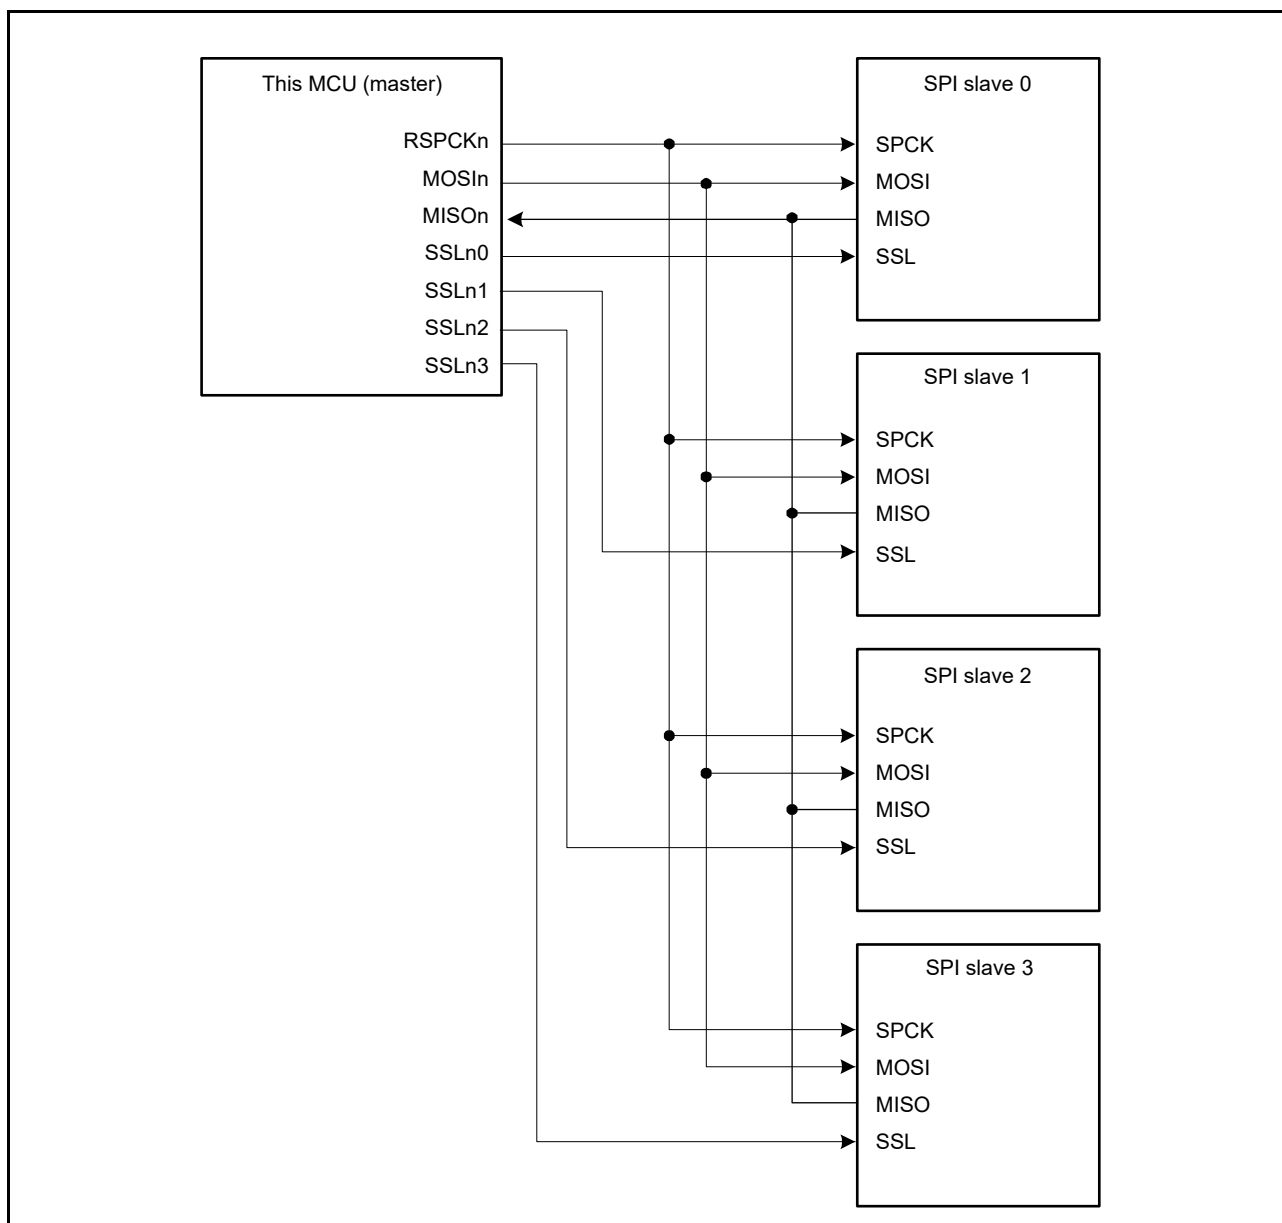 This MCU (master)
RSPCKn
MOSIn
MISOn
SSLn0
SSLn1
SSLn2
SSLn3
SPI slave 0
SPCK
MOSI
MISO
SSL
SPI slave 1
SPCK
MOSI
MISO
SSL
SPI slave 2
SPCK
MOSI
MISO
SSL
SPI slave 3
SPCK
MOSI
MISO
SSL